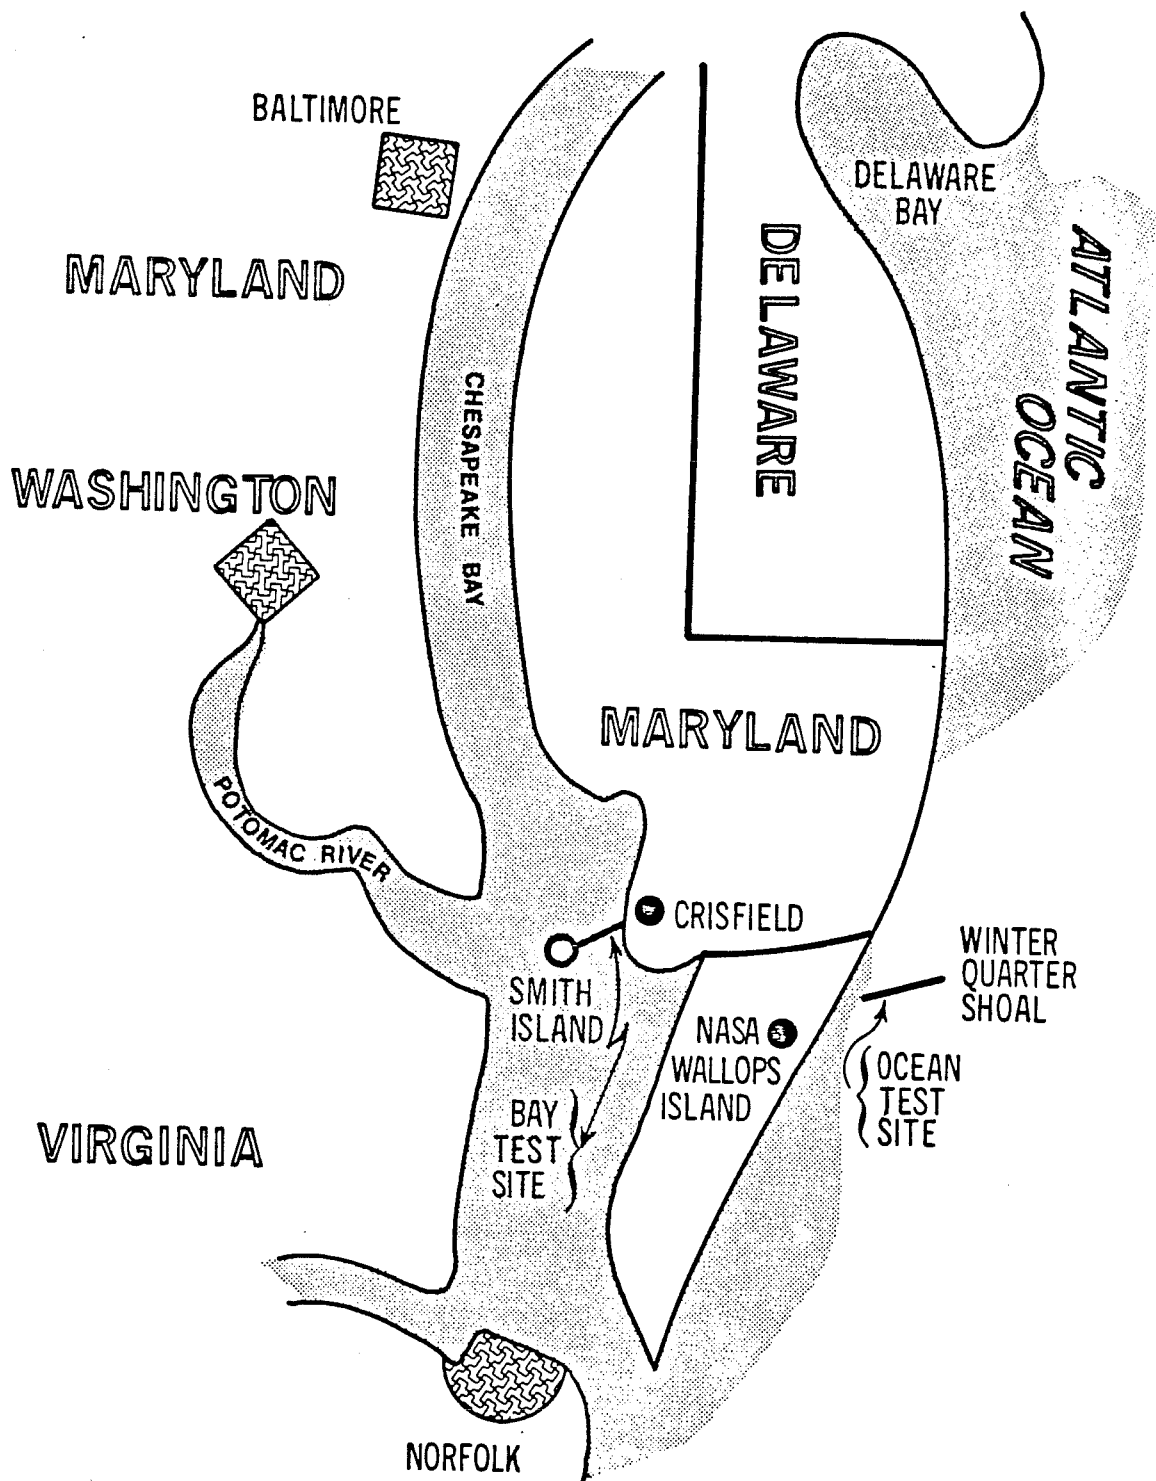 BALTIMORE
DELAWARE
BAY
MARYLAND
DELAWARE
ATLANTIC
OCEAN
CHESAPEAKE BAY
WASHINGTON
MARYLAND
POTOMAC RIVER
CRISFIELD
WINTER
QUARTER
SHOAL
SMITH
ISLAND
NASA
WALLOPS
ISLAND
OCEAN
TEST
SITE
BAY
TEST
SITE
VIRGINIA
NORFOLK